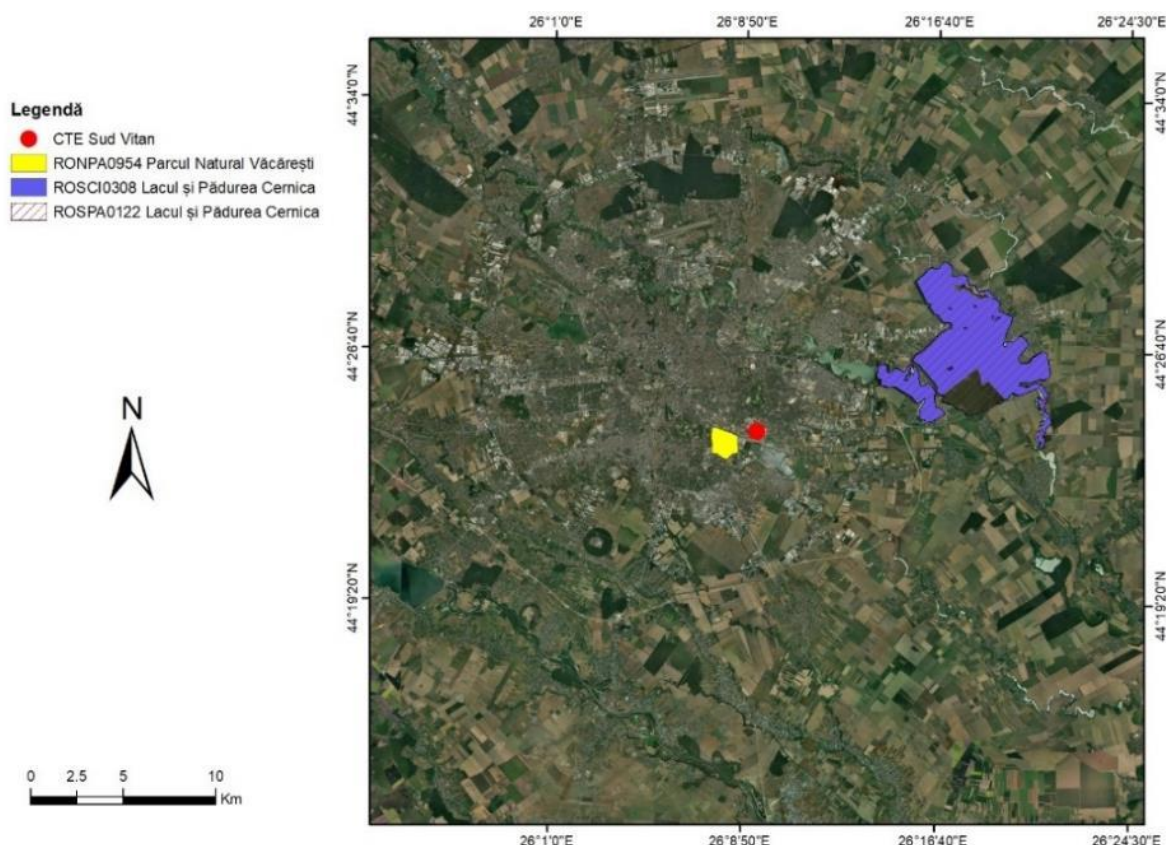 26°1'0"E 26°8'50"E 26°16'40"E 26°24'30"E
44°34'0"N 44°34'0"N
Legendă
CTE Sud Vitan
RONPA0954 Parcul Natural Văcărești
ROSCI0308 Lacul și Pădurea Cernica
ROSPA0122 Lacul și Pădurea Cernica
44°26'40"N 44°26'40"N
N
44°19'20"N 44°19'20"N
0 2.5 5 10
Km
26°1'0"E 26°8'50"E 26°16'40"E 26°24'30"E